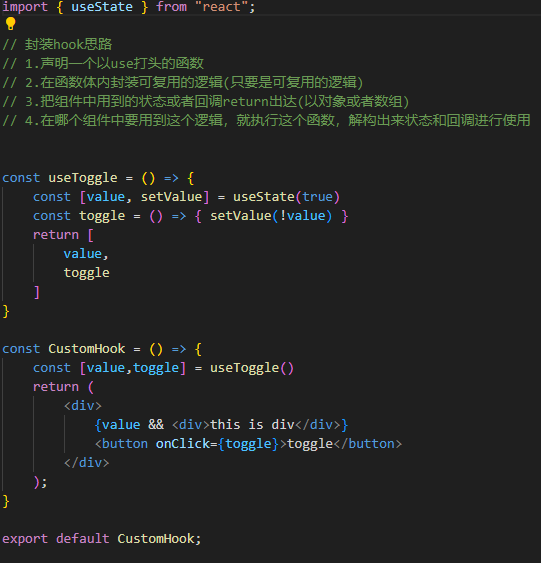 import { useState } from "react";
// 封装hook思路
// 1.声明一个以use打头的函数
// 2.在函数体内封装可复用的逻辑(只要是可复用的逻辑)
// 3.把组件中用到的状态或者回调return出达(以对象或者数组)
// 4.在哪个组件中要用到这个逻辑，就执行这个函数，解构出来状态和回调进行使用
const useToggle = () => {
    const [value, setValue] = useState(true)
    const toggle = () => { setValue(!value) }
    return [
        value,
        toggle
    ]
}
const CustomHook = () => {
    const [value,toggle] = useToggle()
    return (
        <div>
            {value && <div>this is div</div>}
            <button onClick={toggle}>toggle</button>
        </div>
    );
}
export default CustomHook;